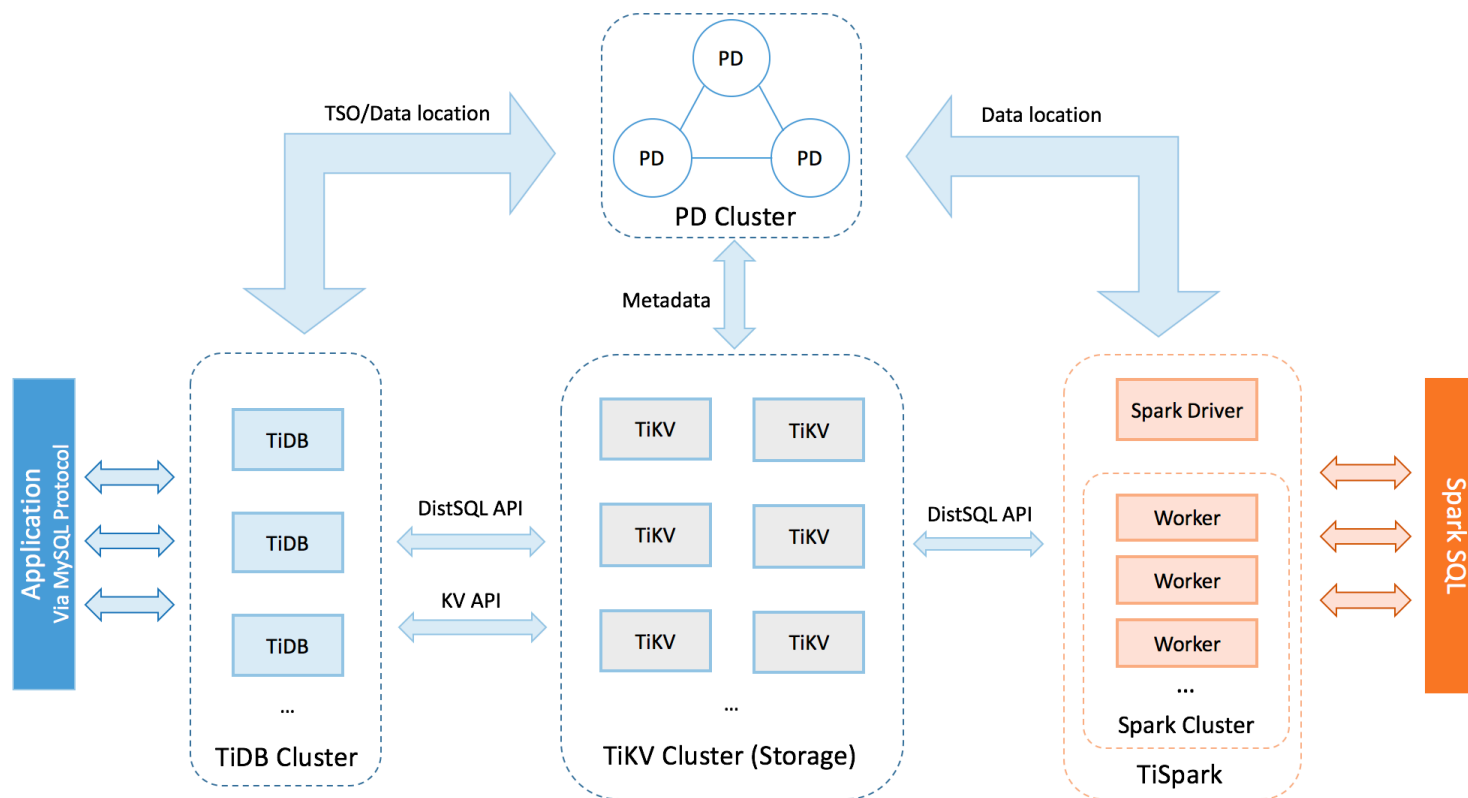 PD
TSO/Data location
Data location
PD
PD
PD Cluster
Metadata
Application
Via MySQL Protocol
TiDB
TiDB
TiDB
...
TiDB Cluster
DistSQL API
KV API
TiKV
TiKV
TiKV
TiKV
TiKV
TiKV
...
TiKV Cluster (Storage)
DistSQL API
Spark Driver
Worker
Worker
Worker
...
Spark Cluster
TiSpark
Spark SQL